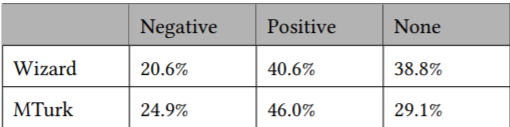 Negative Positive None
Wizard 20.6% 40.6% 38.8%
MTurk 24.9% 46.0% 29.1%